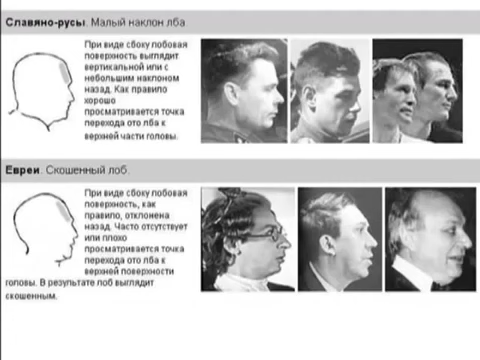 Славяно-русы. Малый наклон лба
При виде сбоку лобовая
поверхность выглядит
вертикальной или с
небольшим наклоном
назад. Как правило
хорошо
просматривается точка
перехода ото лба к
верхней части головы.
Евреи. Скошенный лоб.
При виде сбоку лобовая
поверхность, как
правило, отклонена
назад. Часто отсутствует
или плохо
просматривается точка
перехода ото лба к
верхней поверхности
головы. В результате лоб выглядит
скошенным.